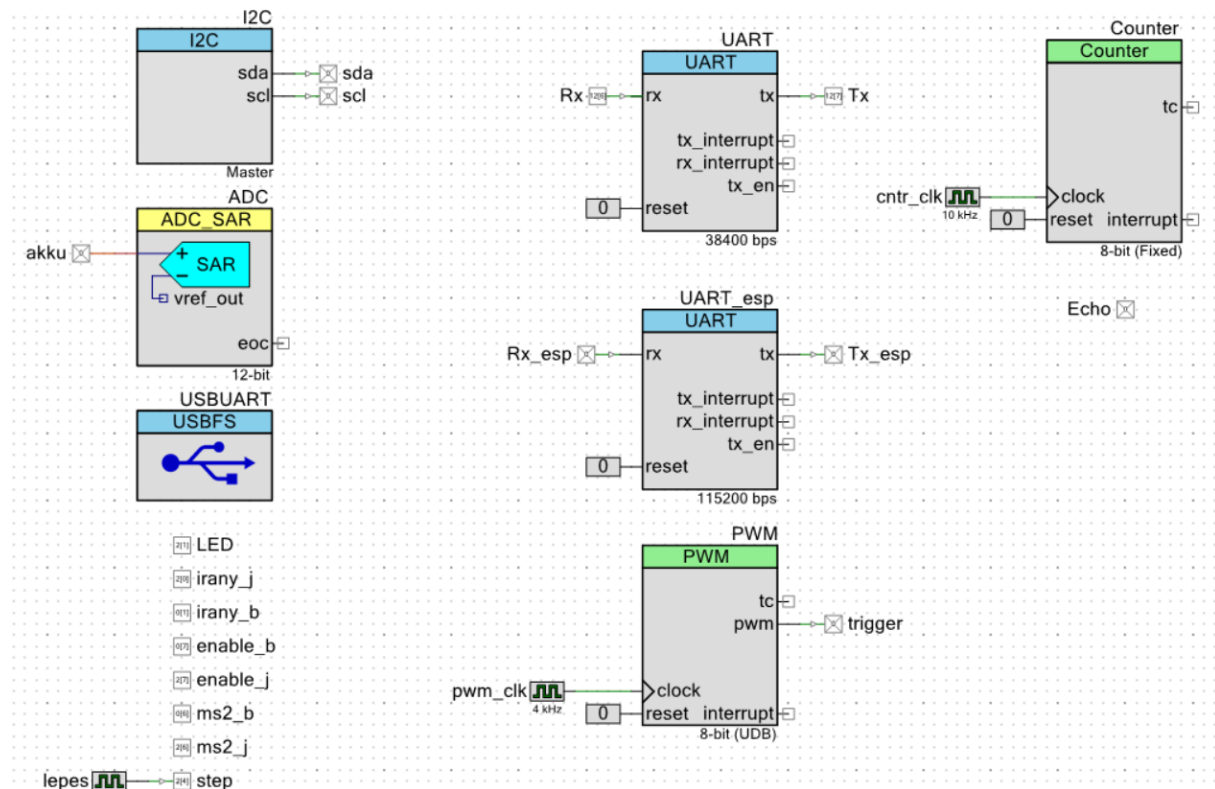 I2C
I2C
sda sda
scl scl
Master
ADC
ADC_SAR
akku
+
SAR
−
vref_out
eoc
12-bit
USBUART
USBFS
LED
irany_j
irany_b
enable_b
enable_j
ms2_b
ms2_j
lepes step
UART
UART
Rx rx tx Tx
tx_interrupt
rx_interrupt
tx_en
0 reset
38400 bps
UART_esp
UART
Rx_esp rx tx Tx_esp
tx_interrupt
rx_interrupt
tx_en
0 reset
115200 bps
PWM
PWM
tc
pwm trigger
pwm_clk clock
4 kHz
0 reset interrupt
8-bit (UDB)
Counter
Counter
tc
cntr_clk clock
10 kHz
0 reset interrupt
8-bit (Fixed)
Echo